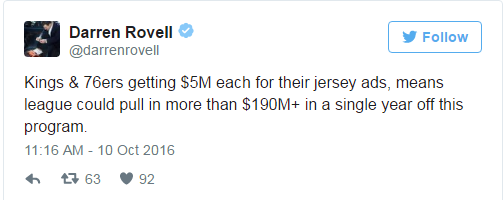 Darren Rovell
@darrenrovell
Follow
Kings & 76ers getting $5M each for their jersey ads, means
league could pull in more than $190M+ in a single year off this
program.
11:16 AM - 10 Oct 2016
63 92